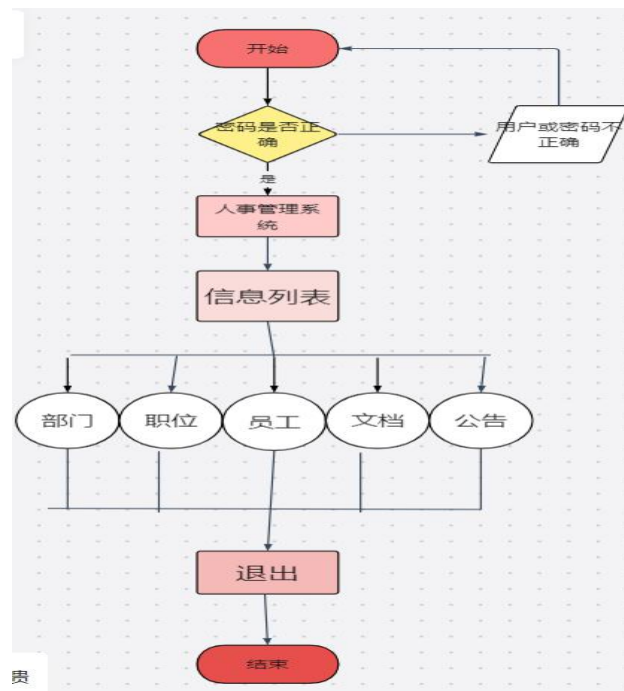 开始
密码是否正
确
用户或密码不
正确
是
人事管理系
统
信息列表
部门
职位
员工
文档
公告
退出
结束
贵